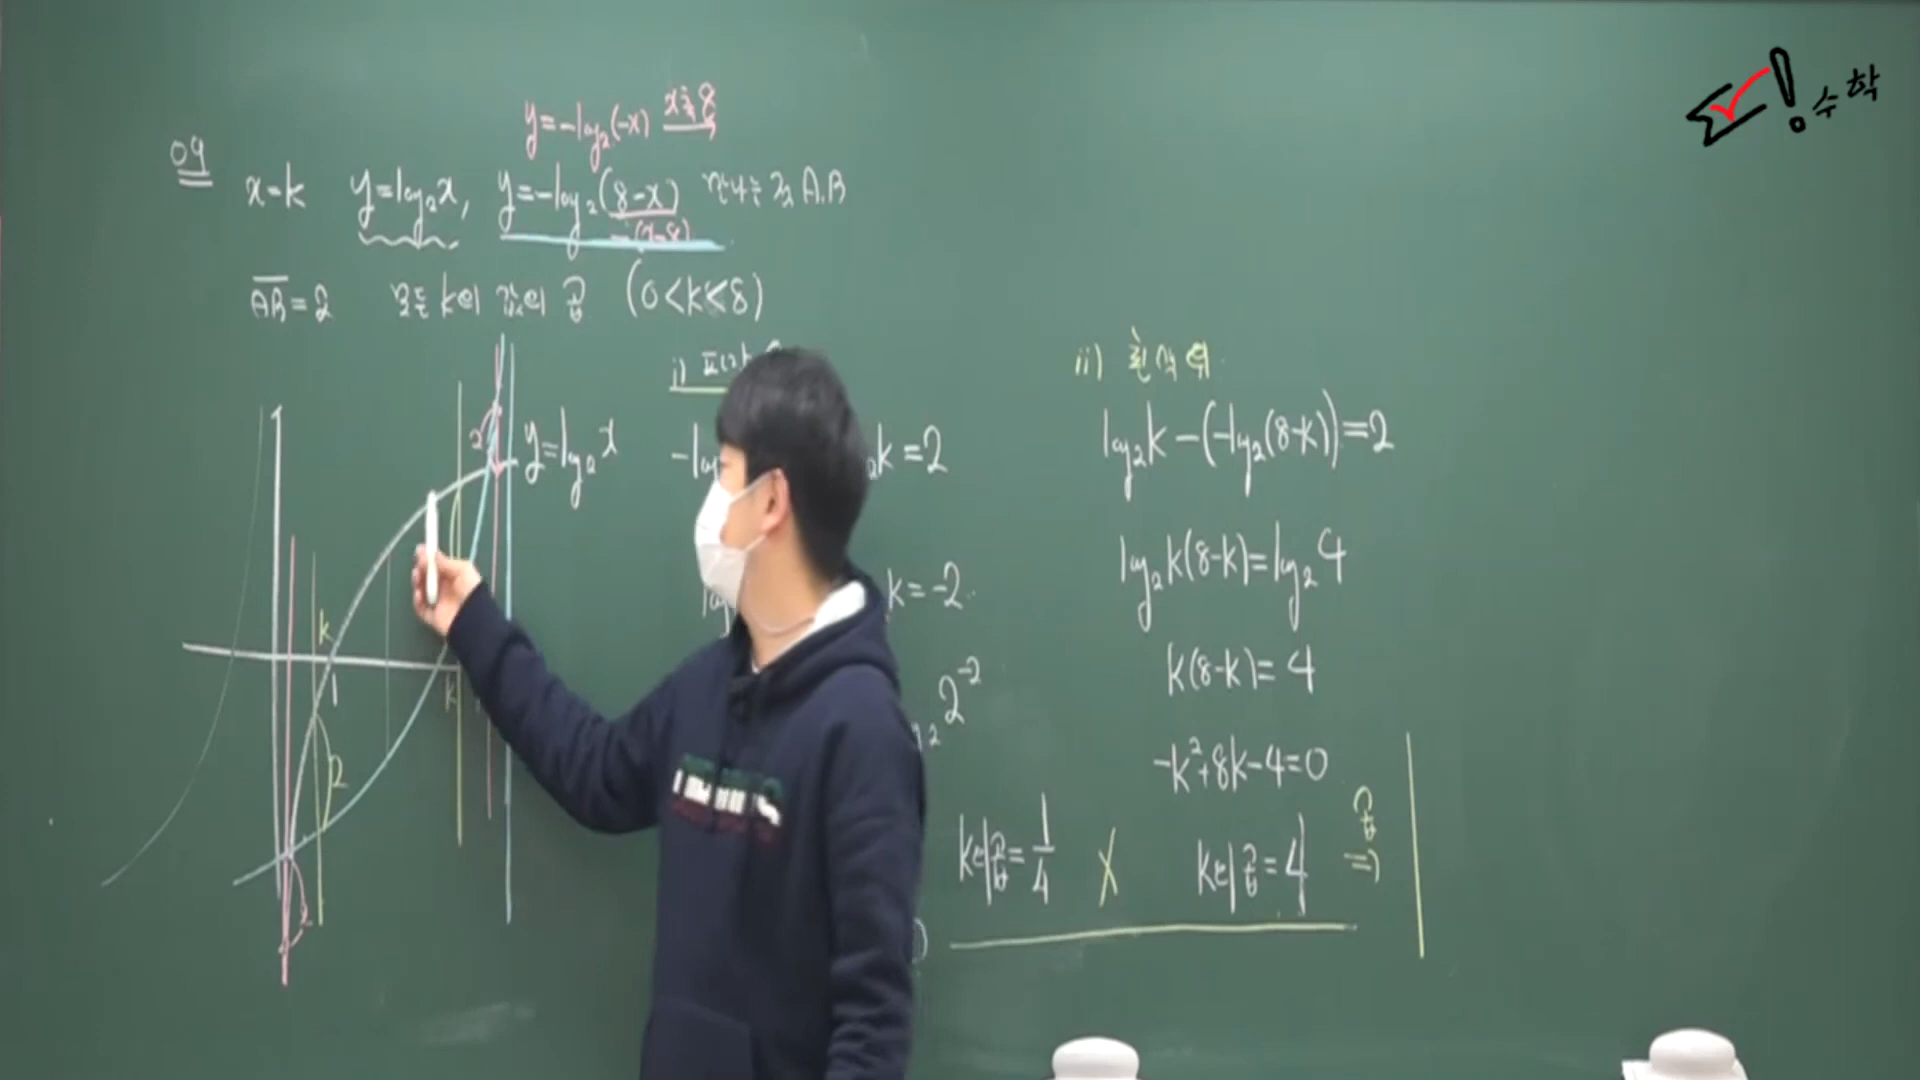 수학
y=-log₂(-x) x축 8
09
x=k y=log₂x, y=-log₂(8-x) 만나는 점 A.B
-(x-8)
AB=2 모든 k의 값의 곱 (0<k<8)
y=log₂x
2
k
1
k
2
i)
=2
k=-2
2⁻²
k의 곱=1/4
X
ii) 흰색 위
log₂k-(-log₂(8-k))=2
log₂k(8-k)=log₂4
k(8-k)=4
-k²+8k-4=0
k의 곱=4
곱
⇒